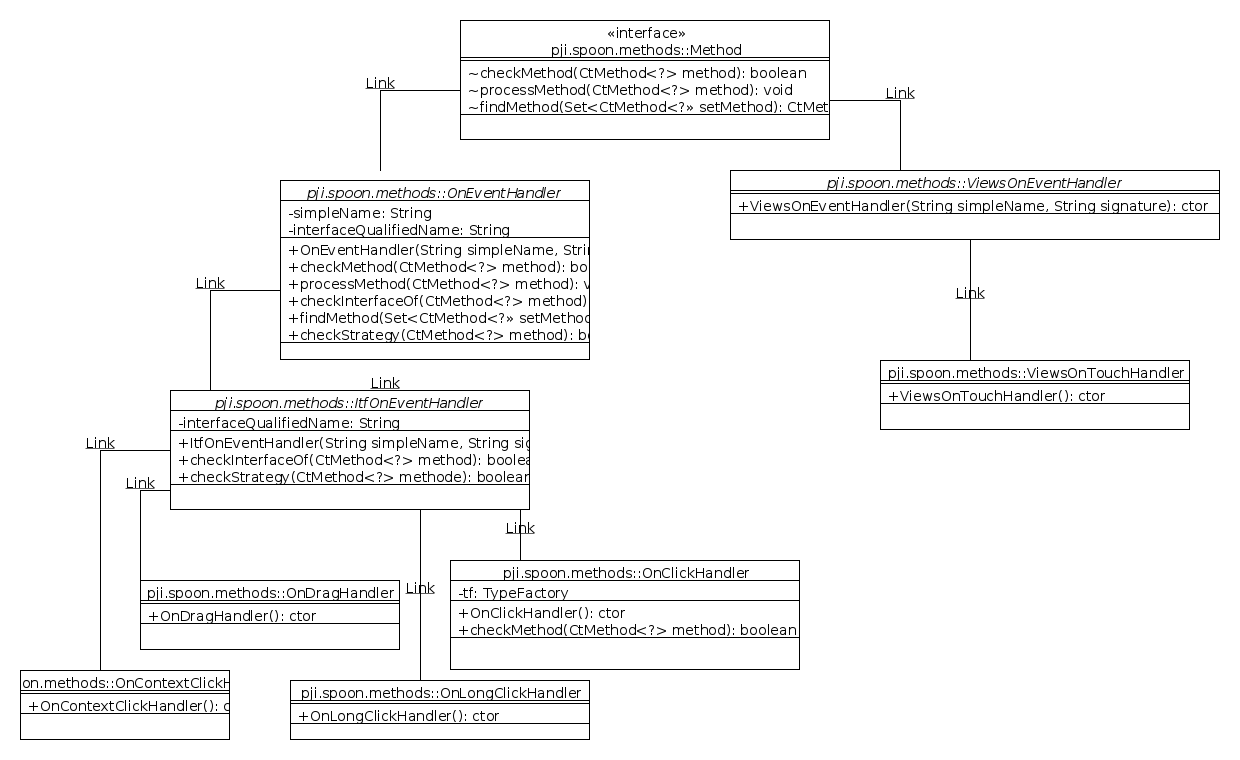 «interface»
pji.spoon.methods::Method
~checkMethod(CtMethod<?> method): boolean
~processMethod(CtMethod<?> method): void
~findMethod(Set<CtMethod<?» setMethod): CtMet
Link
Link
pji.spoon.methods::OnEventHandler
-simpleName: String
-interfaceQualifiedName: String
+OnEventHandler(String simpleName, Strin
+checkMethod(CtMethod<?> method): bo
+processMethod(CtMethod<?> method): v
+checkInterfaceOf(CtMethod<?> method)
+findMethod(Set<CtMethod<?» setMethod
+checkStrategy(CtMethod<?> method): b
pji.spoon.methods::ViewsOnEventHandler
+ViewsOnEventHandler(String simpleName, String signature): ctor
Link
Link
pji.spoon.methods::ViewsOnTouchHandler
+ViewsOnTouchHandler(): ctor
Link
pji.spoon.methods::ItfOnEventHandler
-interfaceQualifiedName: String
+ItfOnEventHandler(String simpleName, String sig
+checkInterfaceOf(CtMethod<?> method): boolea
+checkStrategy(CtMethod<?> methode): boolean
Link
Link
Link
Link
pji.spoon.methods::OnClickHandler
-tf: TypeFactory
+OnClickHandler(): ctor
+checkMethod(CtMethod<?> method): boolean
pji.spoon.methods::OnDragHandler
+OnDragHandler(): ctor
on.methods::OnContextClickH
+OnContextClickHandler(): c
pji.spoon.methods::OnLongClickHandler
+OnLongClickHandler(): ctor